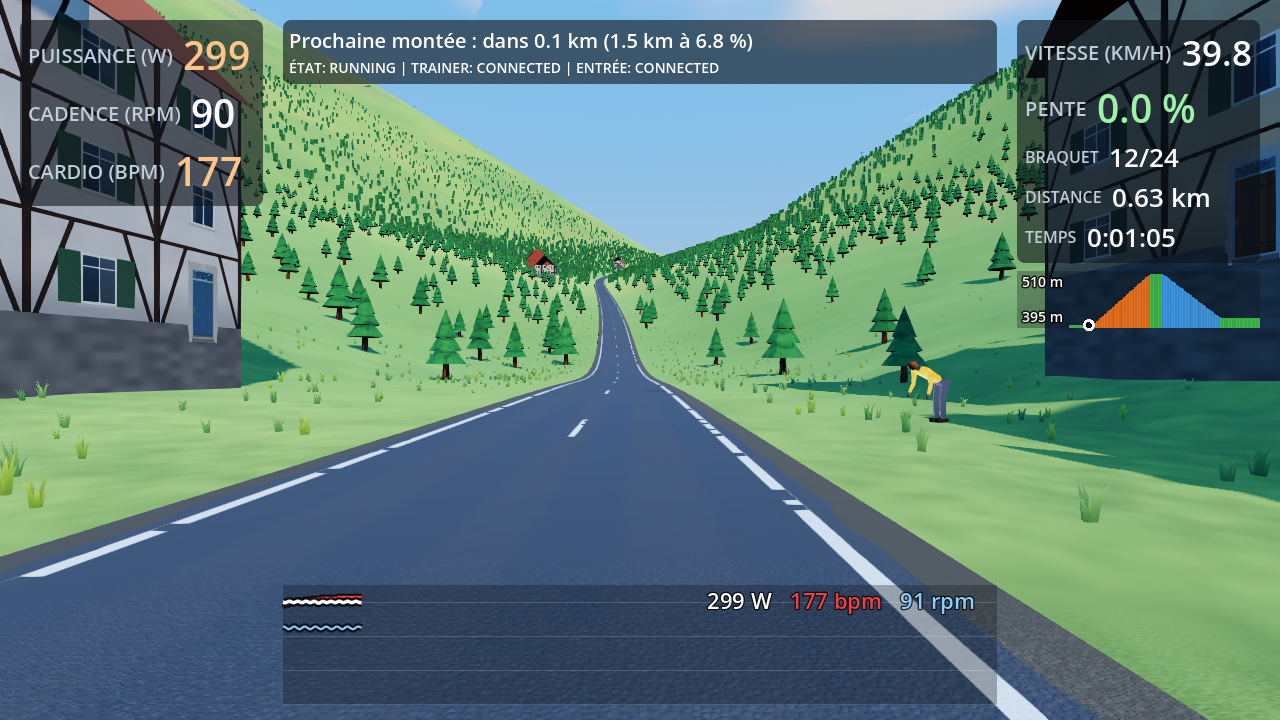 PUISSANCE (W) 299
CADENCE (RPM) 90
CARDIO (BPM) 177
Prochaine montée : dans 0.1 km (1.5 km à 6.8 %)
ÉTAT: RUNNING | TRAINER: CONNECTED | ENTRÉE: CONNECTED
VITESSE (KM/H) 39.8
PENTE 0.0 %
BRAQUET 12/24
DISTANCE 0.63 km
TEMPS 0:01:05
510 m
395 m
299 W 177 bpm 91 rpm